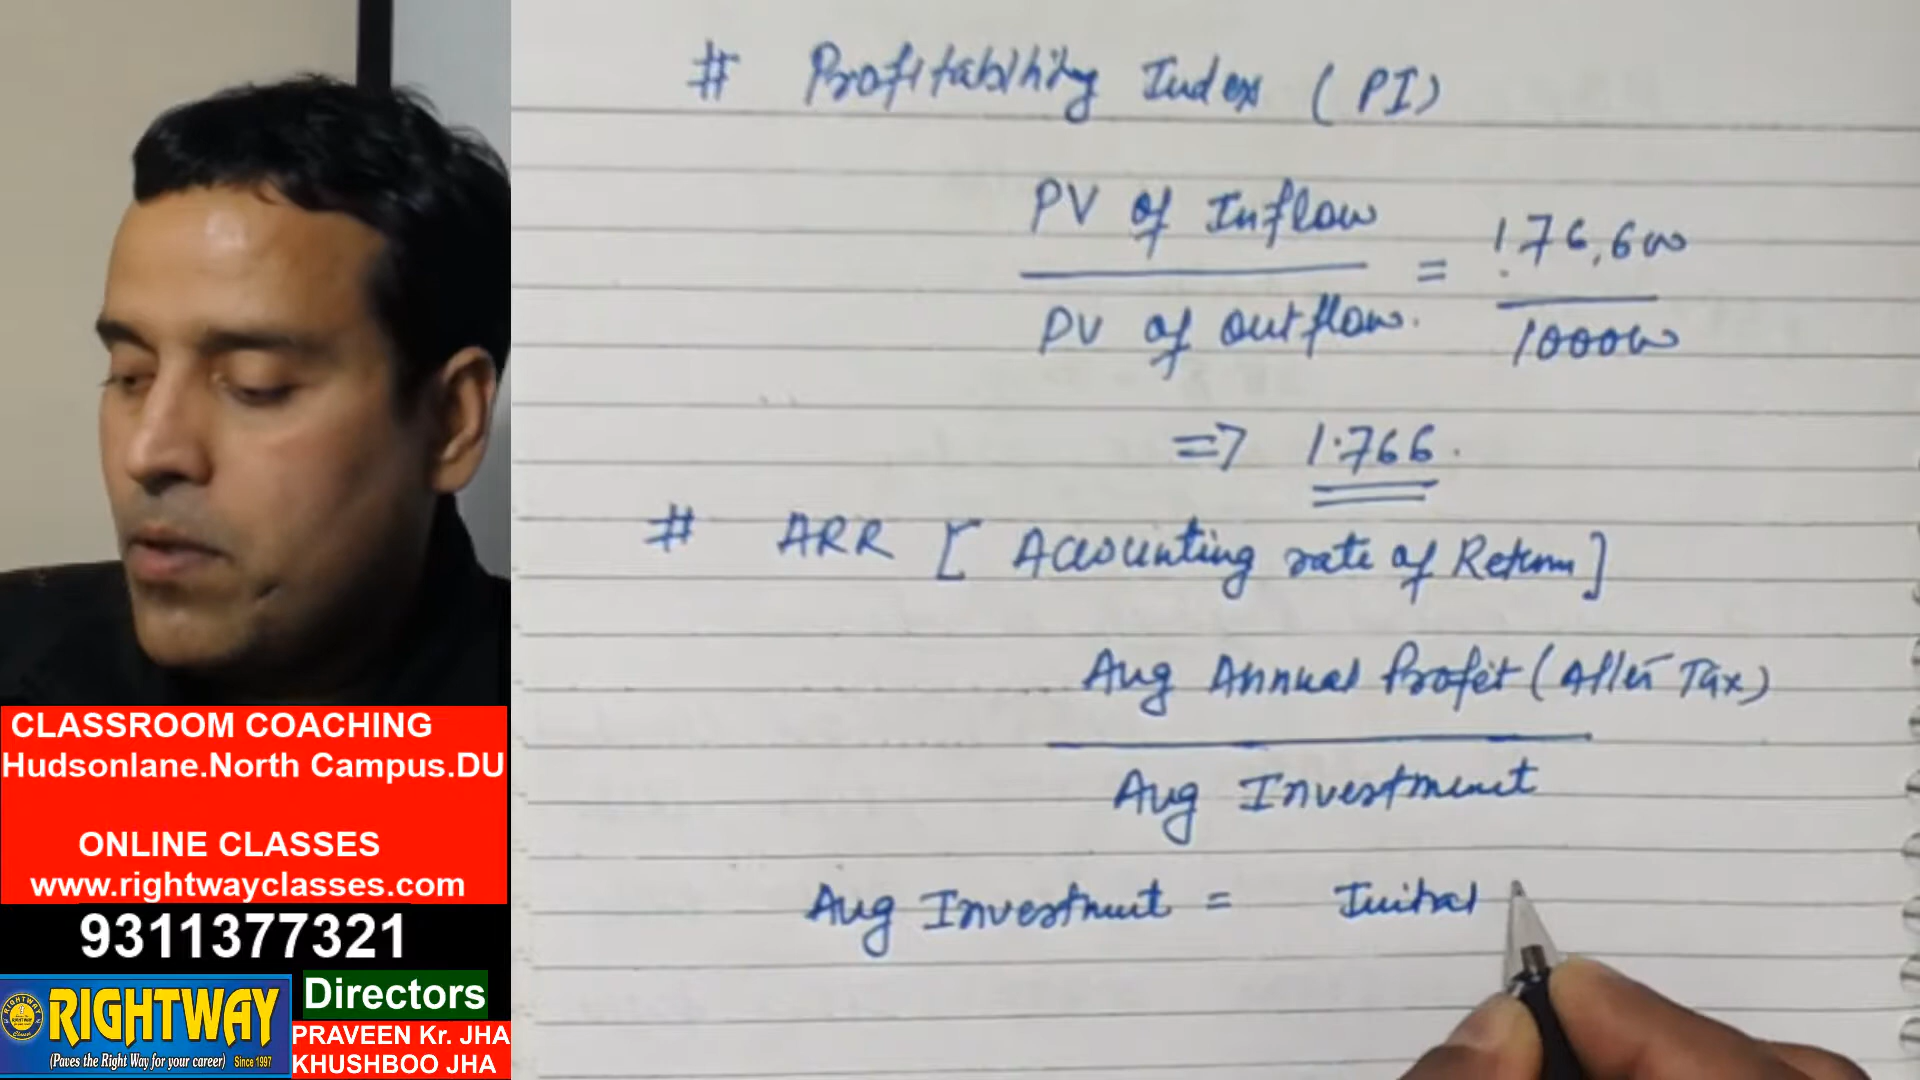 # Profitability Index (PI)
PV of Inflow = 176,600
PV of outflow. 100000
=> 1.766.
# ARR [Accounting rate of Return]
Avg Annual Profit (After Tax)
Avg Investment
Avg Investment = Initial
CLASSROOM COACHING
Hudsonlane.North Campus.DU
ONLINE CLASSES
www.rightwayclasses.com
9311377321
RIGHTWAY
(Paves the Right Way for your career) Since 1997
Directors
PRAVEEN Kr. JHA
KHUSHBOO JHA